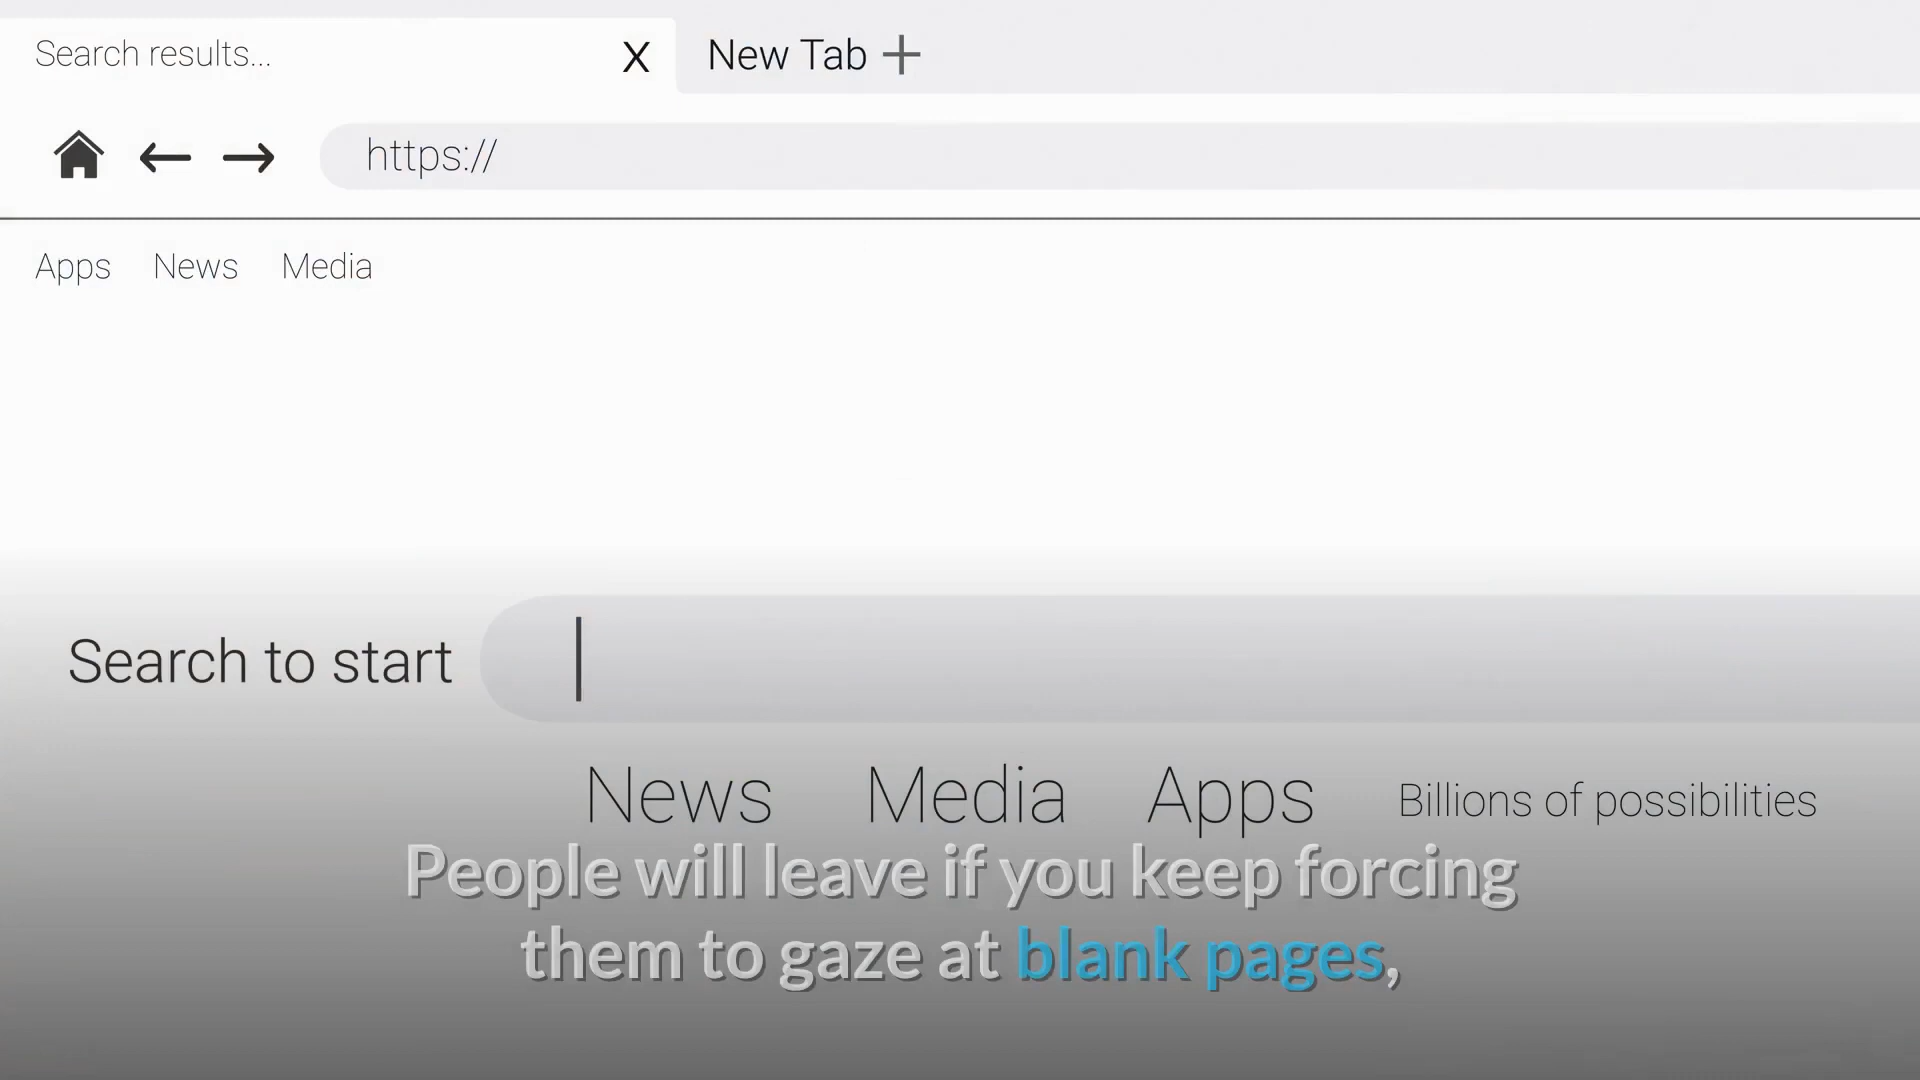 Search results...
X
New Tab +
https://
Apps News Media
Search to start
News Media Apps Billions of possibilities
People will leave if you keep forcing
them to gaze at blank pages,